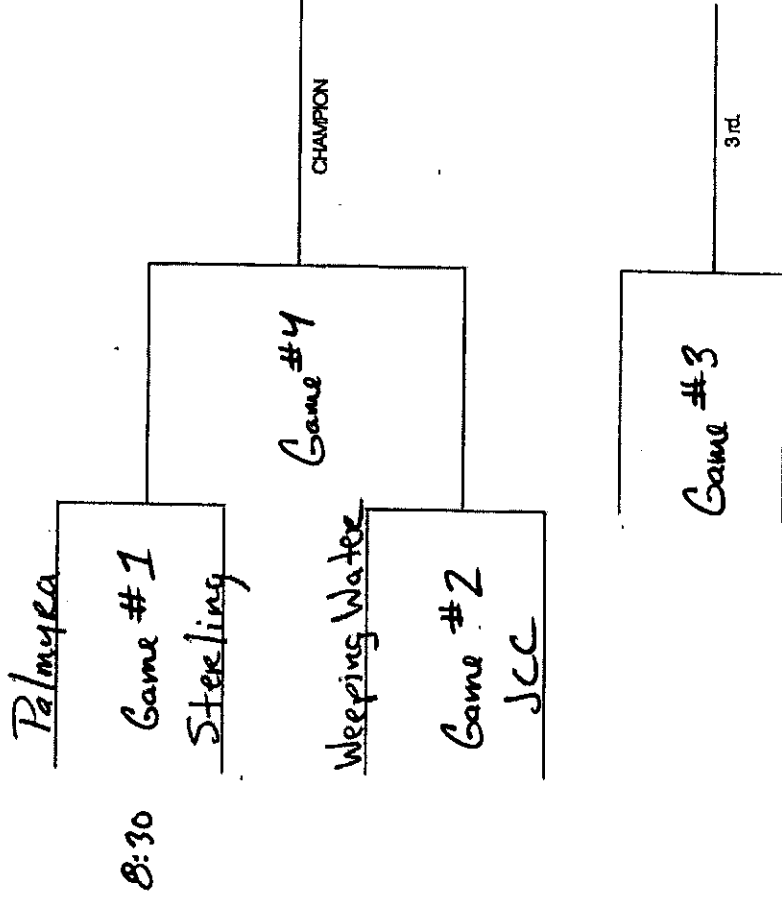 Palmyra
8:30
Game #1
Sterling
Weeping Water
Game #2
JCC
Game #4
CHAMPION
Game #3
3rd.